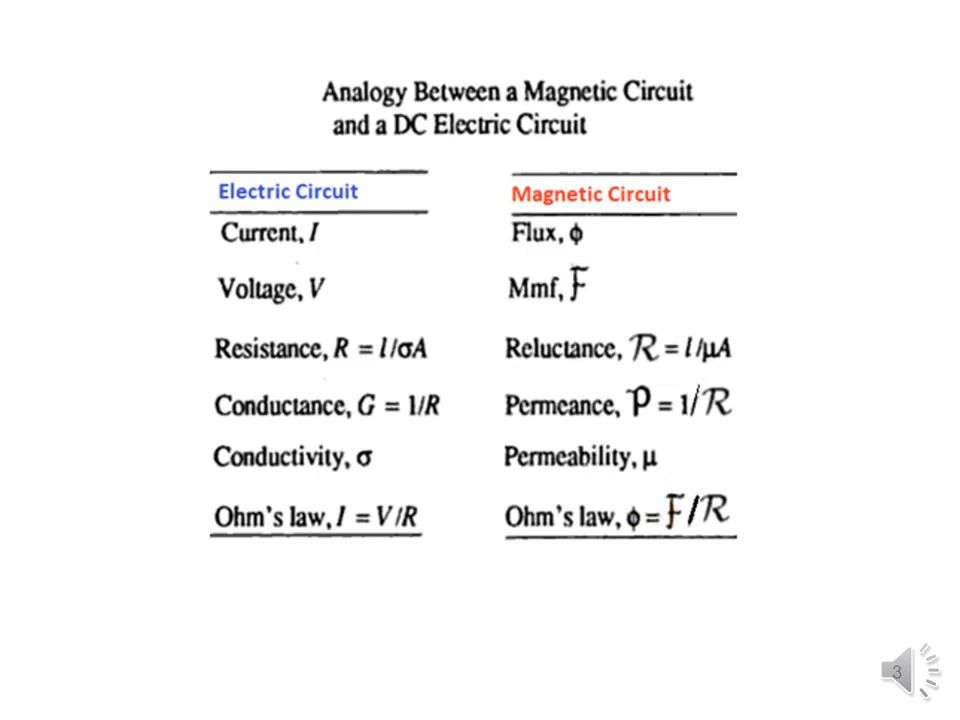 Analogy Between a Magnetic Circuit
and a DC Electric Circuit
Electric Circuit Magnetic Circuit
Current, I Flux, ϕ
Voltage, V Mmf, F
Resistance, R = l/σA Reluctance, ℛ = l/μA
Conductance, G = 1/R Permeance, P = 1/ℛ
Conductivity, σ Permeability, μ
Ohm's law, I = V/R Ohm's law, ϕ = F/ℛ
3